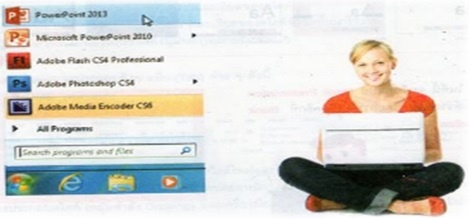 PowerPoint 2013
Microsoft PowerPoint 2010
Adobe Flash CS4 Professional
Adobe Photoshop CS4
Adobe Media Encoder CS6
All Programs
Search programs and files